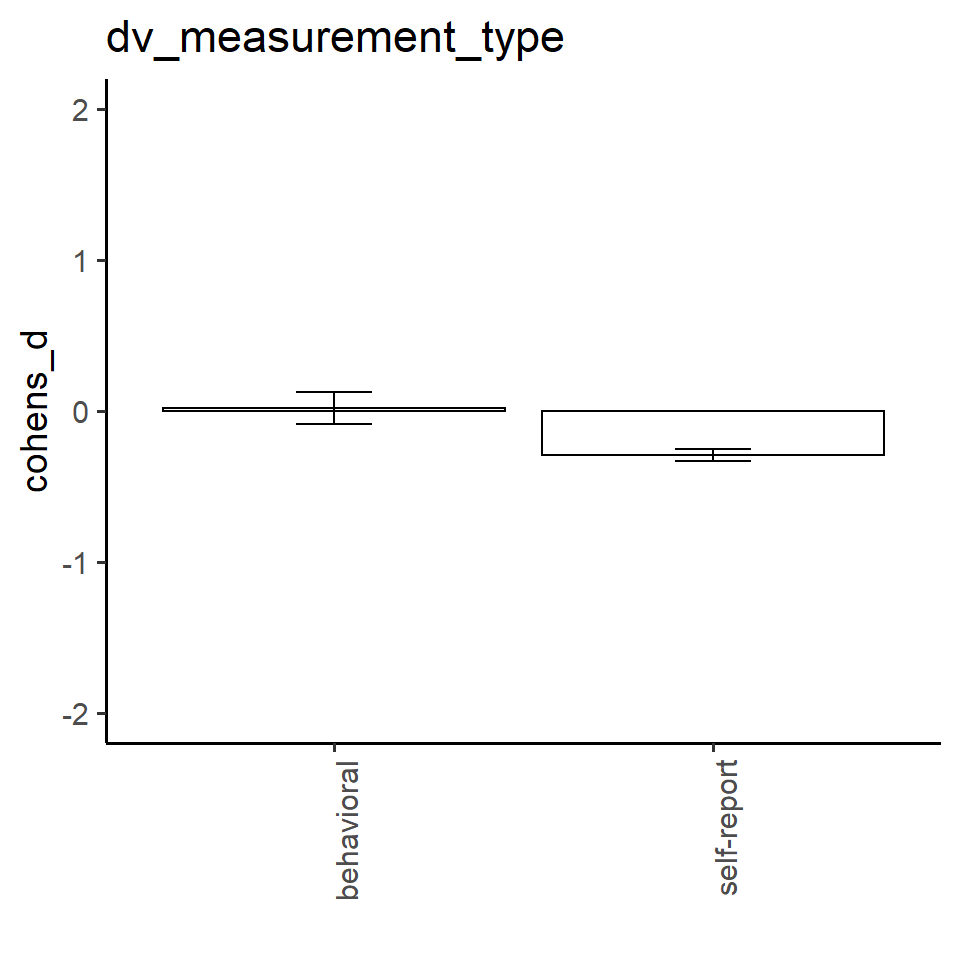 dv_measurement_type
cohens_d
2
1
0
-1
-2
behavioral
self-report